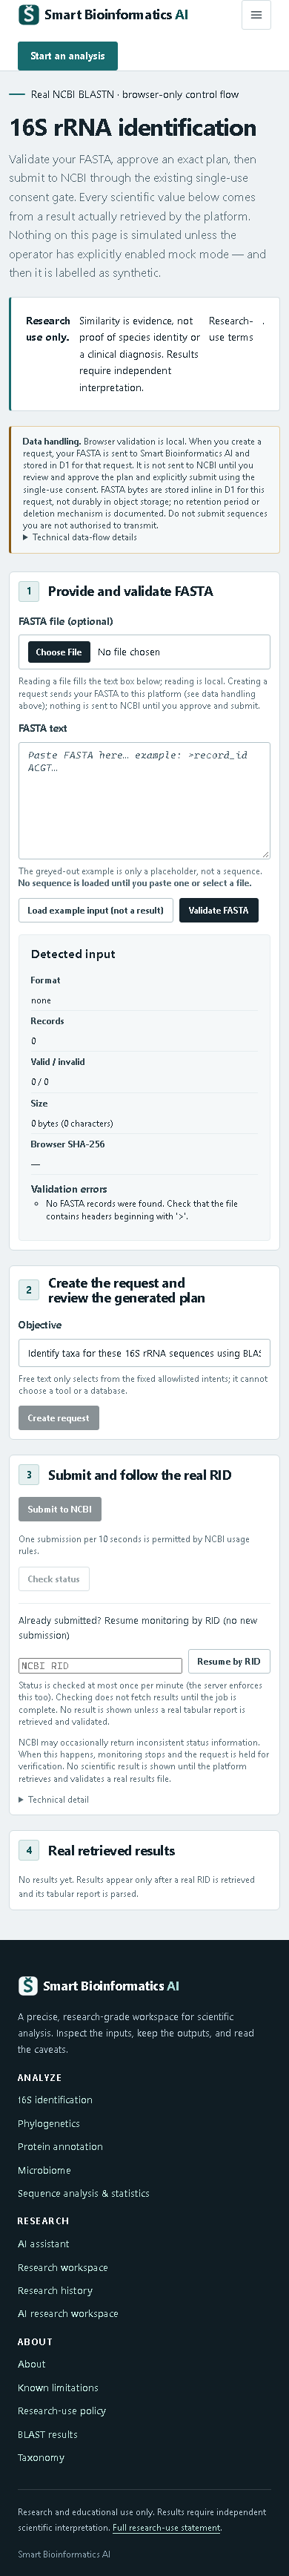 Smart Bioinformatics AI
Start an analysis
Real NCBI BLASTN · browser-only control flow
16S rRNA identification
Validate your FASTA, approve an exact plan, then
submit to NCBI through the existing single-use
consent gate. Every scientific value below comes
from a result actually retrieved by the platform.
Nothing on this page is simulated unless the
operator has explicitly enabled mock mode — and
then it is labelled as synthetic.
Research use only.
Similarity is evidence, not
proof of species identity or
a clinical diagnosis. Results
require independent
interpretation.
Research-use terms
.
Data handling. Browser validation is local. When you create a
request, your FASTA is sent to Smart Bioinformatics AI and
stored in D1 for that request. It is not sent to NCBI until you
review and approve the plan and explicitly submit using the
single-use consent. FASTA bytes are stored inline in D1 for this
request, not durably in object storage; no retention period or
deletion mechanism is documented. Do not submit sequences
you are not authorised to transmit.
▶ Technical data-flow details
1 Provide and validate FASTA
FASTA file (optional)
Choose File No file chosen
Reading a file fills the text box below; reading is local. Creating a
request sends your FASTA to this platform (see data handling
above); nothing is sent to NCBI until you approve and submit.
FASTA text
Paste FASTA here… example: >record_id
ACGT…
The greyed-out example is only a placeholder, not a sequence.
No sequence is loaded until you paste one or select a file.
Load example input (not a result) Validate FASTA
Detected input
Format
none
Records
0
Valid / invalid
0 / 0
Size
0 bytes (0 characters)
Browser SHA-256
—
Validation errors
No FASTA records were found. Check that the file
contains headers beginning with '>'.
2 Create the request and
review the generated plan
Objective
Identify taxa for these 16S rRNA sequences using BLAS
Free text only selects from the fixed allowlisted intents; it cannot
choose a tool or a database.
Create request
3 Submit and follow the real RID
Submit to NCBI
One submission per 10 seconds is permitted by NCBI usage
rules.
Check status
Already submitted? Resume monitoring by RID (no new
submission)
NCBI RID Resume by RID
Status is checked at most once per minute (the server enforces
this too). Checking does not fetch results until the job is
complete. No result is shown unless a real tabular report is
retrieved and validated.
NCBI may occasionally return inconsistent status information.
When this happens, monitoring stops and the request is held for
verification. No scientific result is shown until the platform
retrieves and validates a real results file.
▶ Technical detail
4 Real retrieved results
No results yet. Results appear only after a real RID is retrieved
and its tabular report is parsed.
Smart Bioinformatics AI
A precise, research-grade workspace for scientific
analysis. Inspect the inputs, keep the outputs, and read
the caveats.
ANALYZE
16S identification
Phylogenetics
Protein annotation
Microbiome
Sequence analysis & statistics
RESEARCH
AI assistant
Research workspace
Research history
AI research workspace
ABOUT
About
Known limitations
Research-use policy
BLAST results
Taxonomy
Research and educational use only. Results require independent
scientific interpretation. Full research-use statement.
Smart Bioinformatics AI